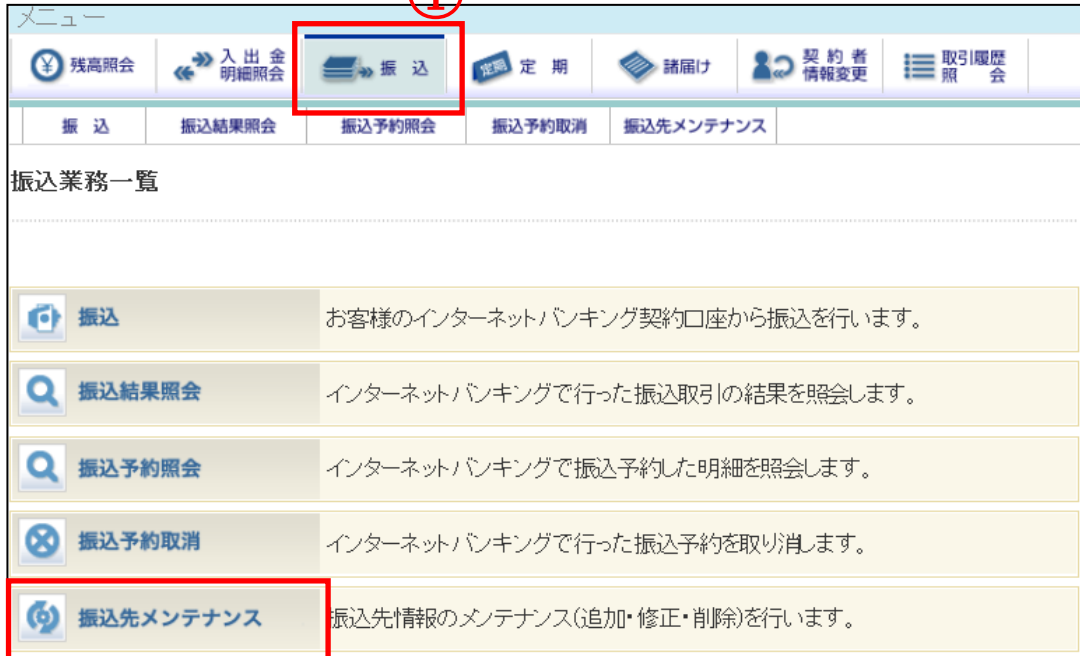 ①
メニュー
残高照会 入出金明細照会 振込 定期 諸届け 契約者情報変更 取引履歴照会
振込 振込結果照会 振込予約照会 振込予約取消 振込先メンテナンス
振込業務一覧
振込 お客様のインターネットバンキング契約口座から振込を行います。
振込結果照会 インターネットバンキングで行った振込取引の結果を照会します。
振込予約照会 インターネットバンキングで振込予約した明細を照会します。
振込予約取消 インターネットバンキングで行った振込予約を取り消します。
振込先メンテナンス 振込先情報のメンテナンス(追加・修正・削除)を行います。